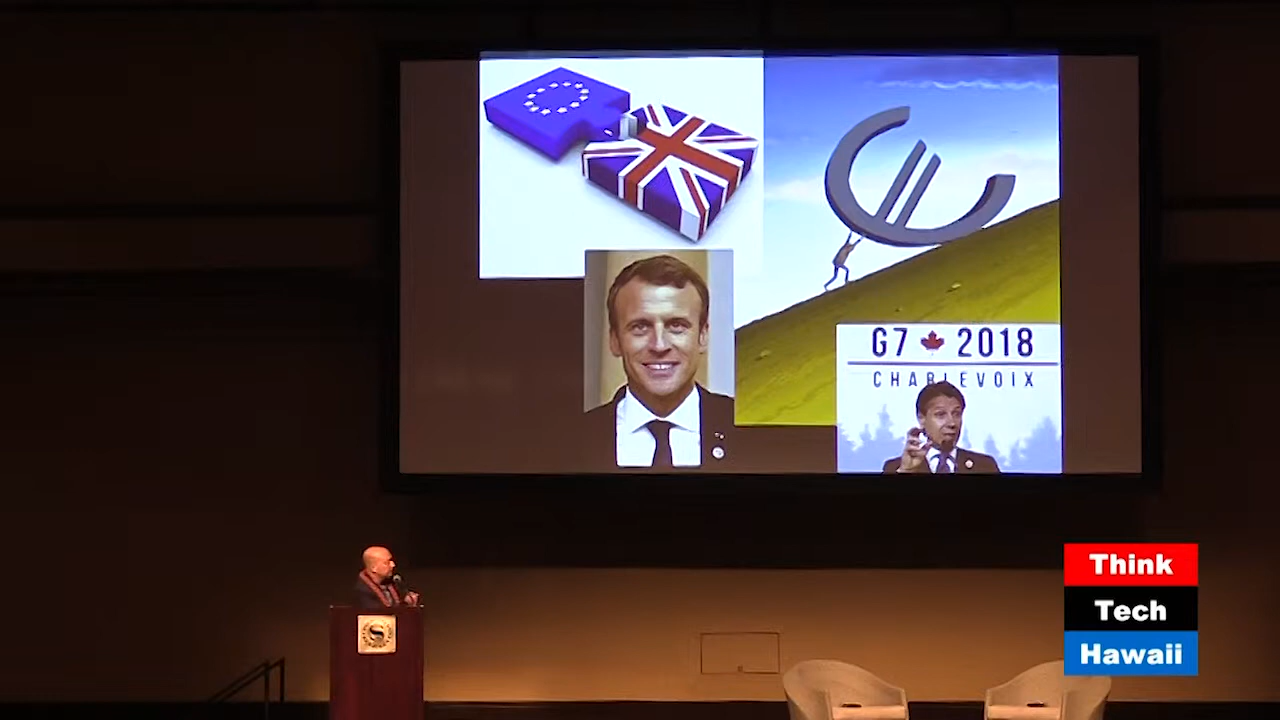 G7 2018
CHARLEVOIX
Think
Tech
Hawaii
S